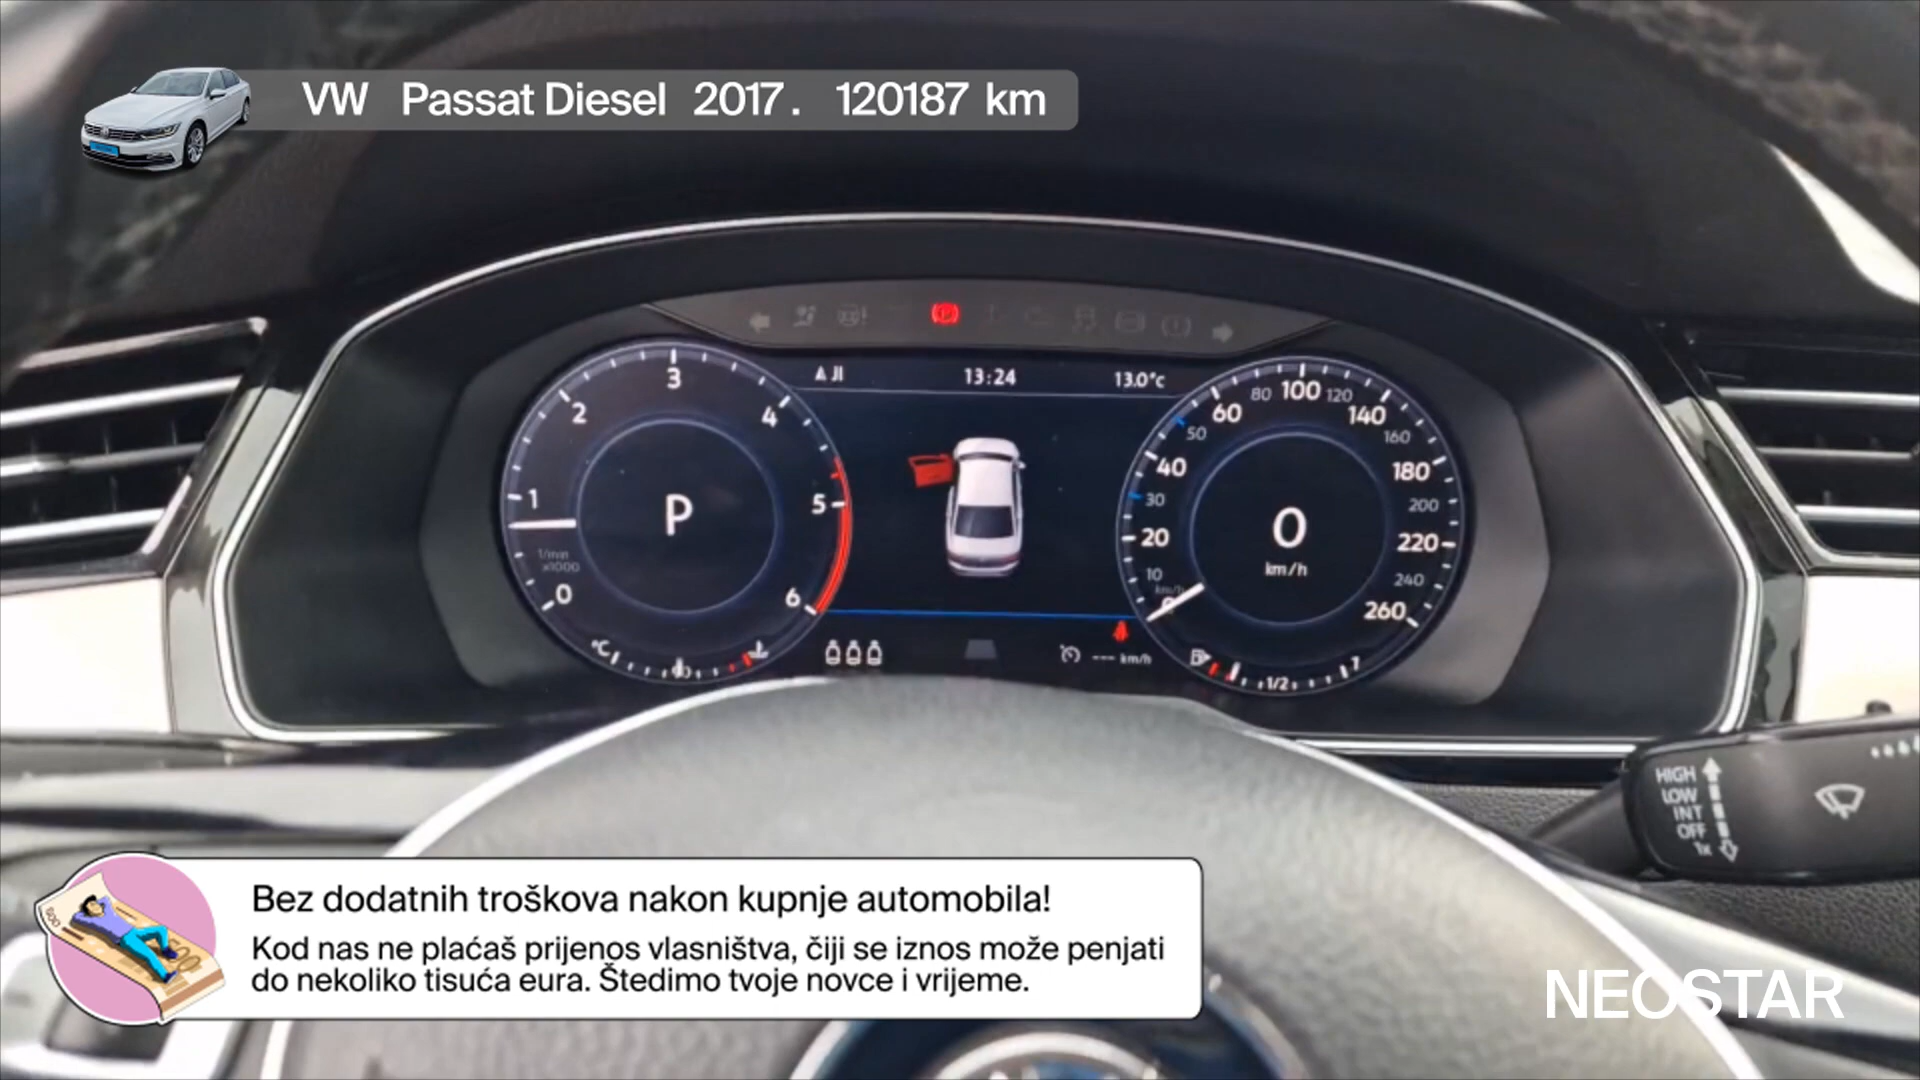 VW Passat Diesel 2017. 120187 km
13:24
13.0°c
3
2
4
1
5
1/min
x1000
0
6
P
°C
80 100 120
60
140
50
160
40
180
30
200
20
220
10
240
km/h
0
260
0
km/h
--- km/h
1/2
HIGH
LOW
INT
OFF
1x
Bez dodatnih troškova nakon kupnje automobila!
Kod nas ne plaćaš prijenos vlasništva, čiji se iznos može penjati
do nekoliko tisuća eura. Štedimo tvoje novce i vrijeme.
NEOSTAR